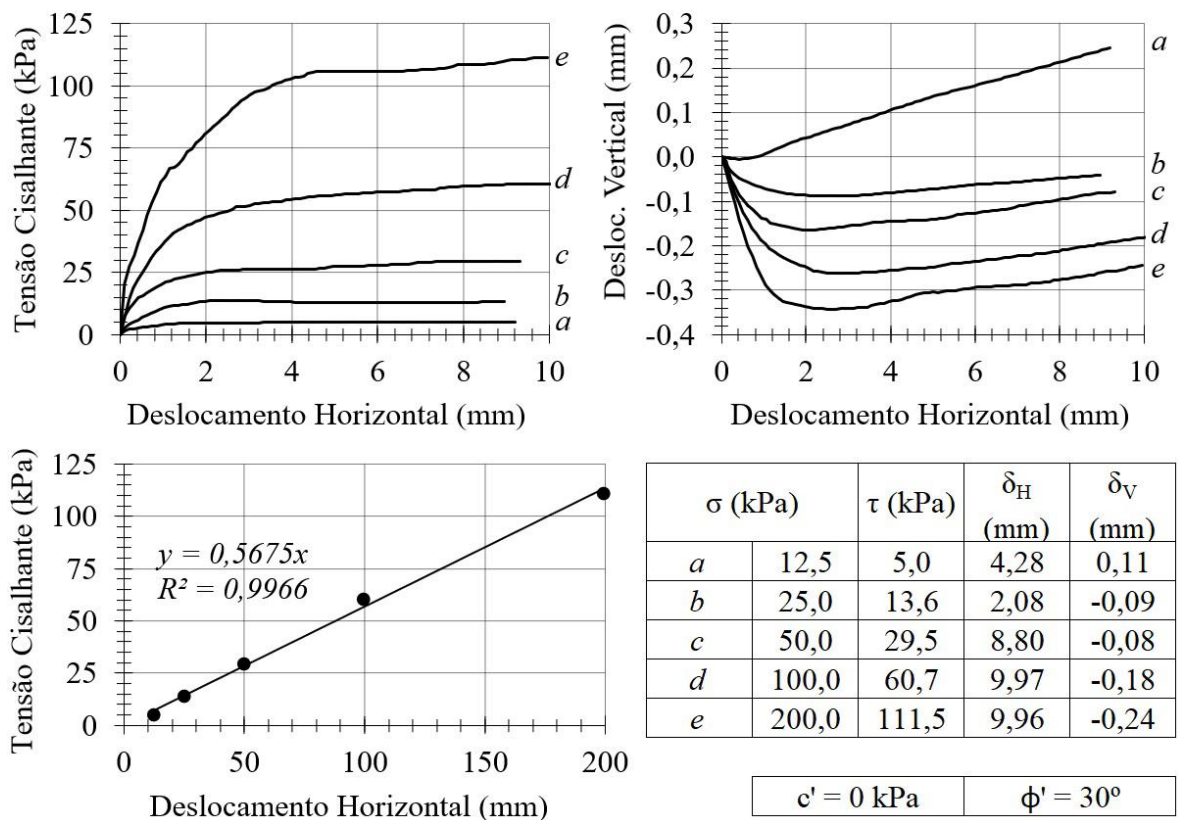 Tensão Cisalhante (kPa)
125
100
75
50
25
0
e
d
c
b
a
0 2 4 6 8 10
Deslocamento Horizontal (mm)
Desloc. Vertical (mm)
0,3
0,2
0,1
0,0
-0,1
-0,2
-0,3
-0,4
a
b
c
d
e
0 2 4 6 8 10
Deslocamento Horizontal (mm)
Tensão Cisalhante (kPa)
125
100
75
50
25
0
y = 0,5675x
R² = 0,9966
0 50 100 150 200
Deslocamento Horizontal (mm)
σ (kPa) τ (kPa) δH (mm) δV (mm)
a 12,5 5,0 4,28 0,11
b 25,0 13,6 2,08 -0,09
c 50,0 29,5 8,80 -0,08
d 100,0 60,7 9,97 -0,18
e 200,0 111,5 9,96 -0,24
c' = 0 kPa ϕ' = 30º